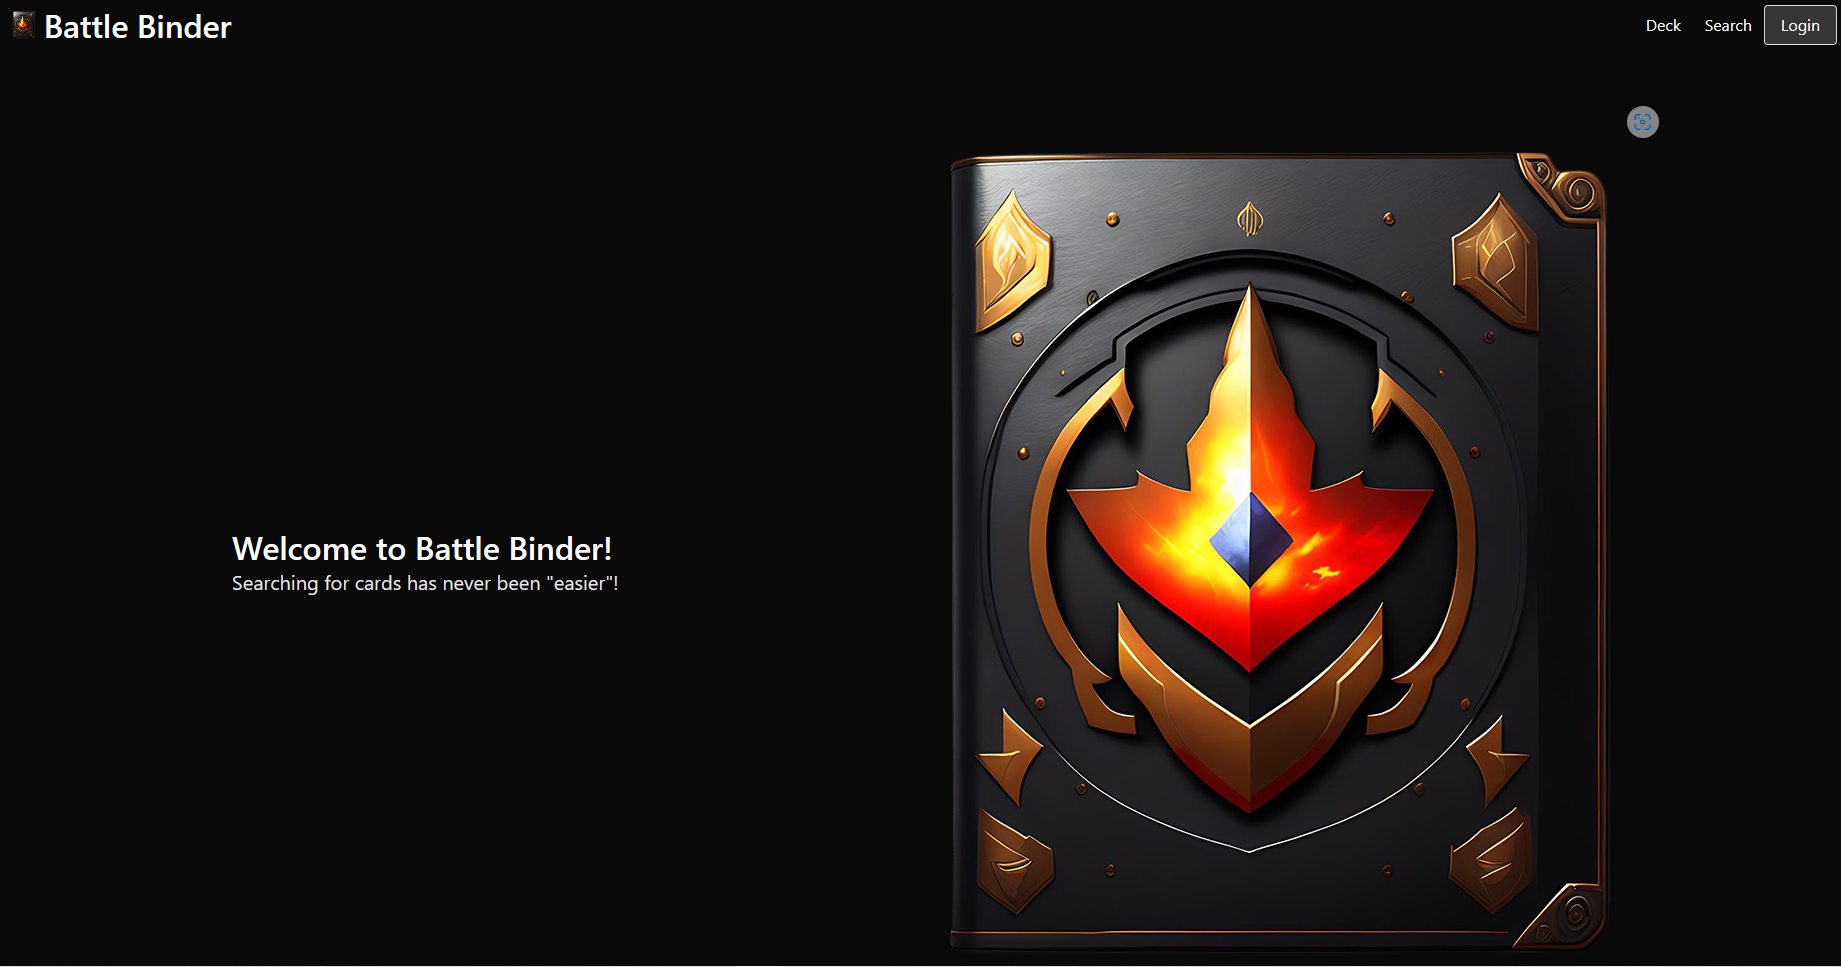 Battle Binder
Deck
Search
Login
Welcome to Battle Binder!
Searching for cards has never been "easier"!